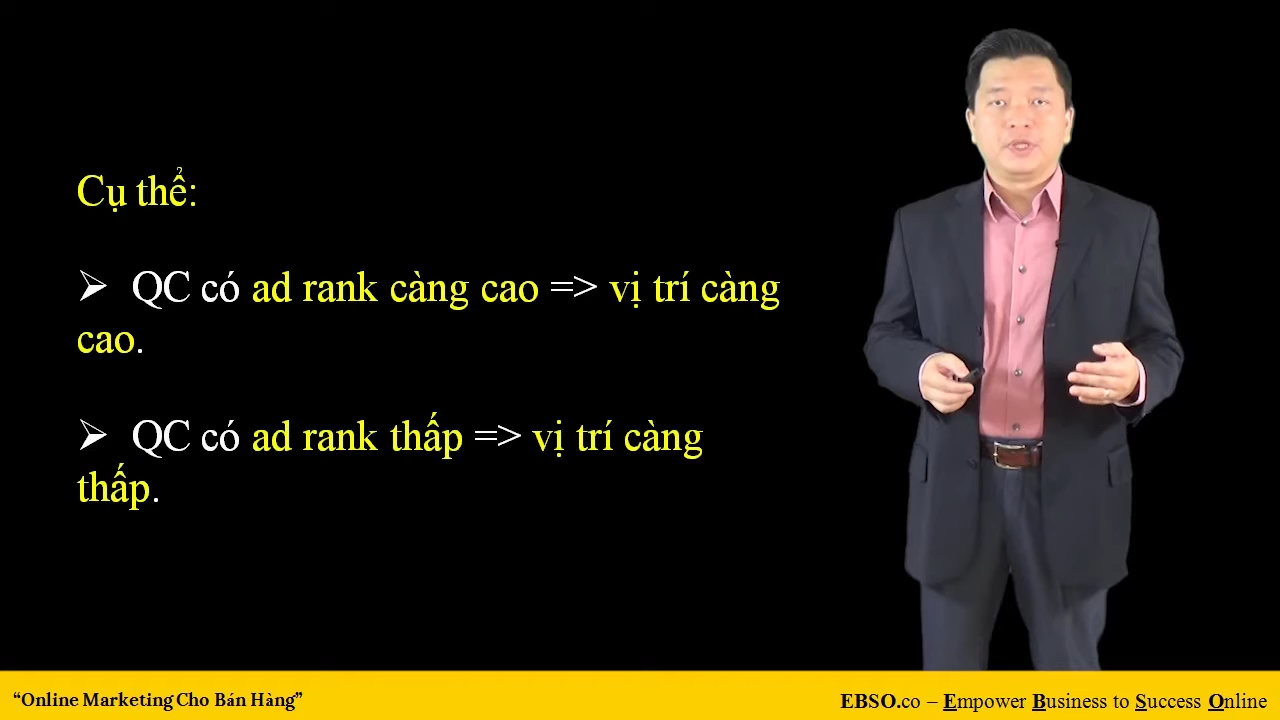 Cụ thể:
➢ QC có ad rank càng cao => vị trí càng
cao.
➢ QC có ad rank thấp => vị trí càng
thấp.
“Online Marketing Cho Bán Hàng”
EBSO.co – Empower Business to Success Online